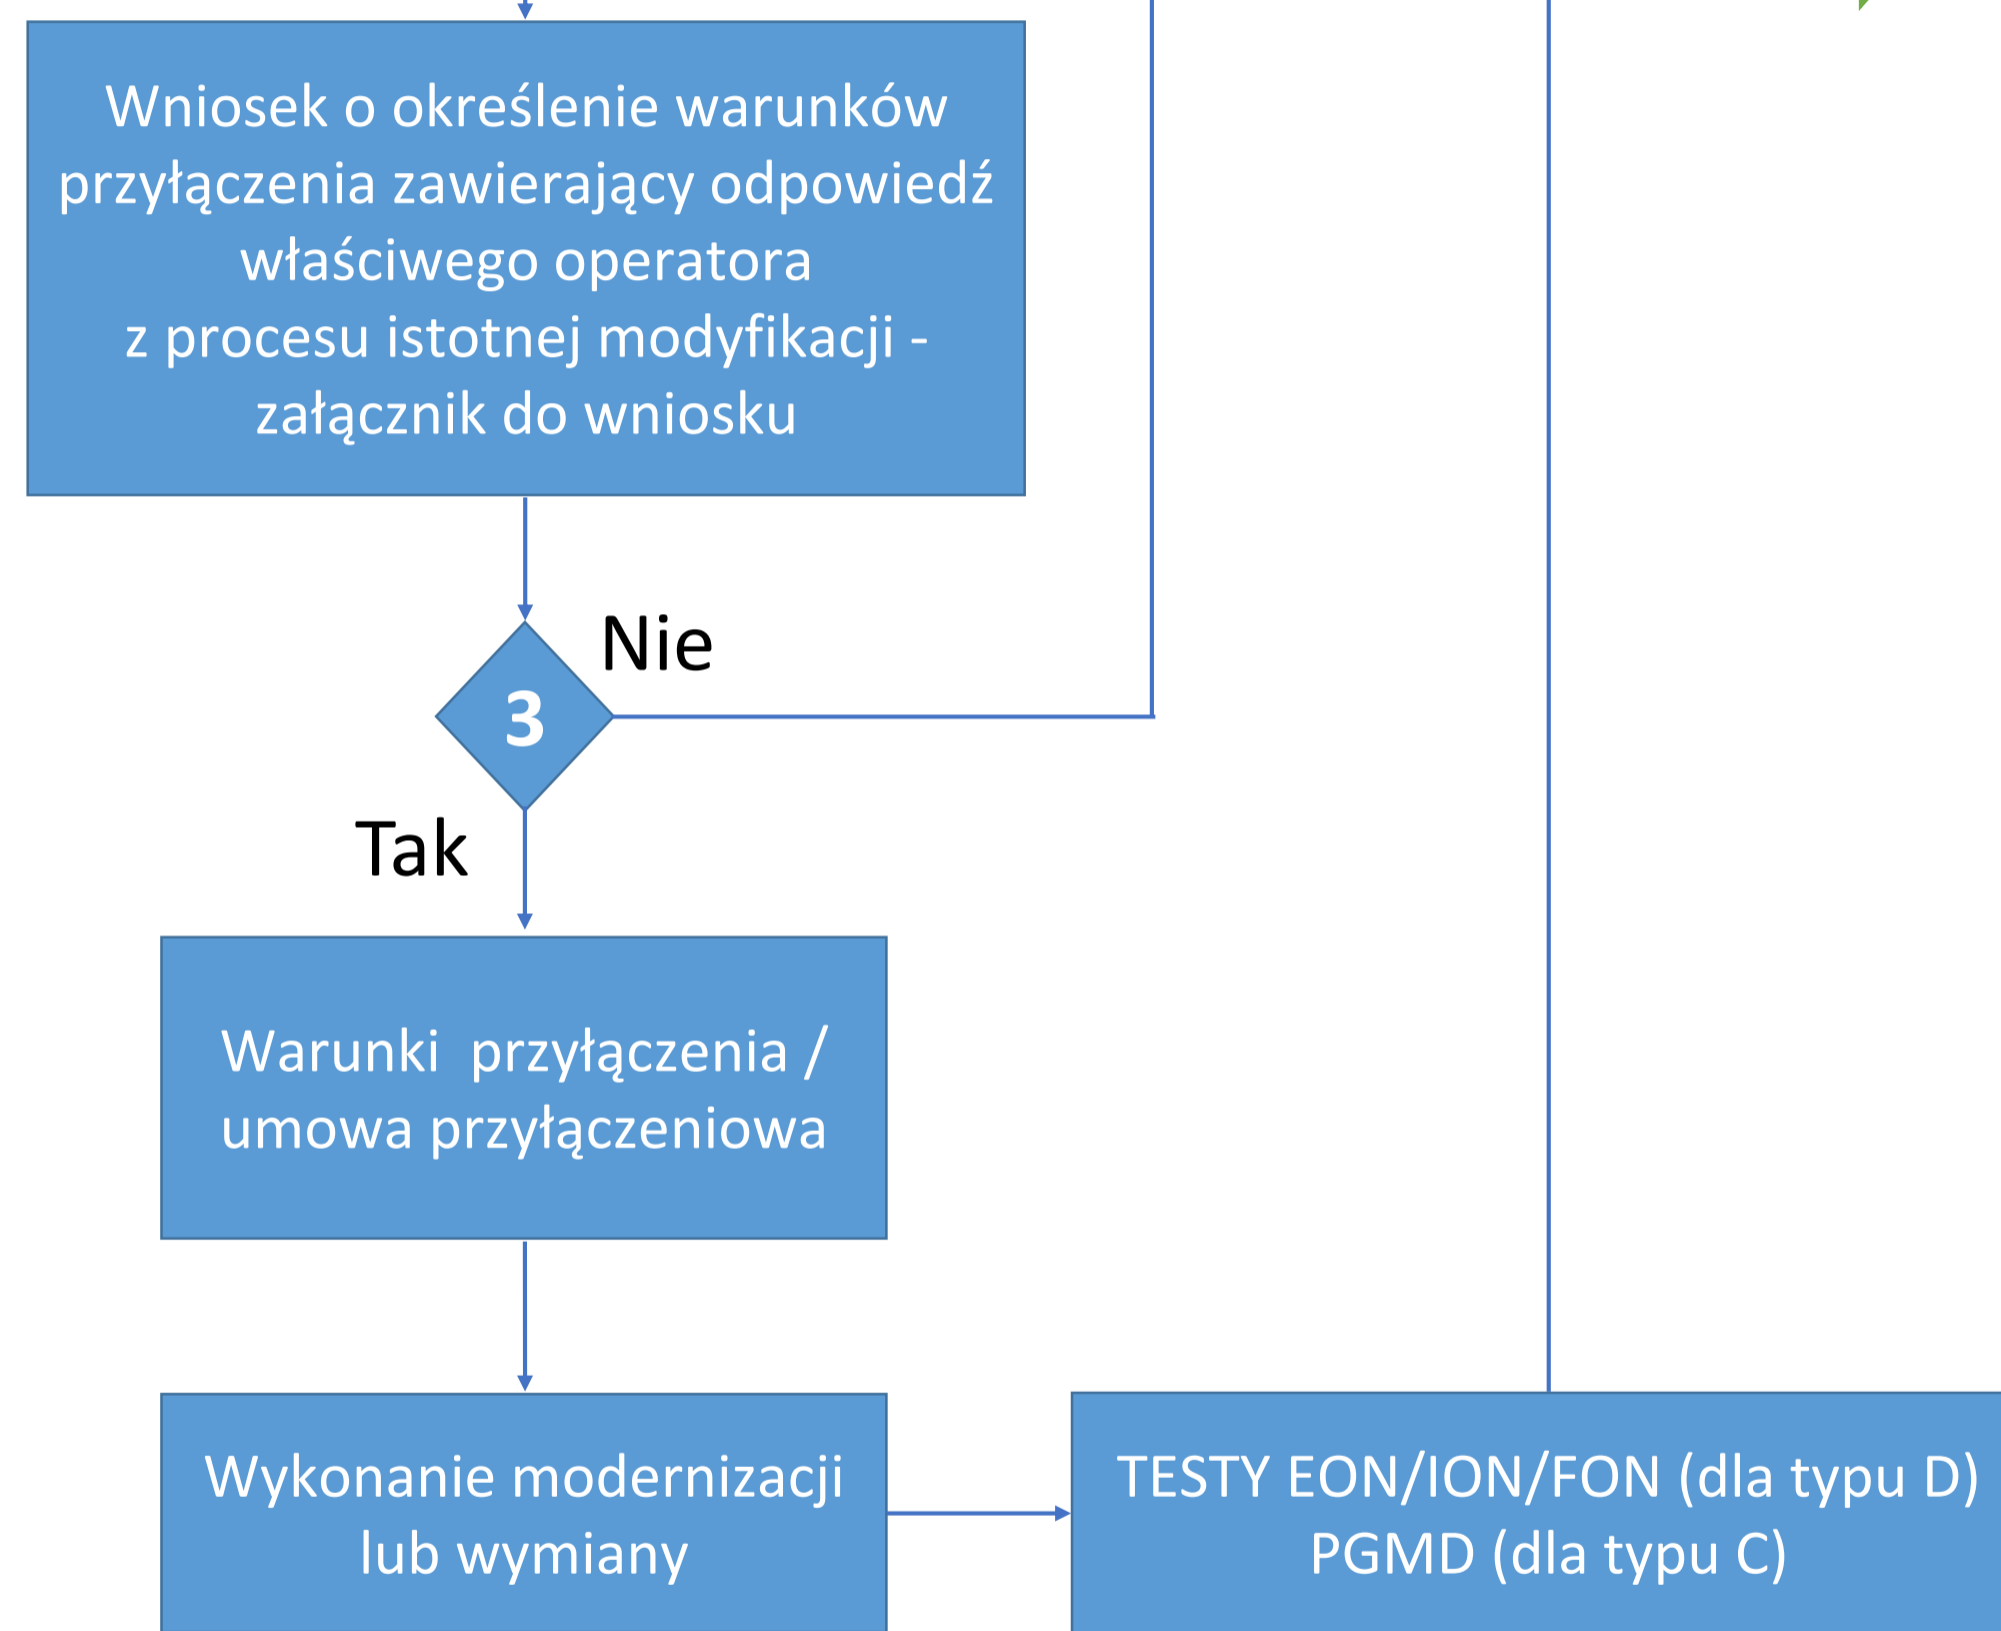 Wniosek o określenie warunków
przyłączenia zawierający odpowiedź
właściwego operatora
z procesu istotnej modyfikacji -
załącznik do wniosku
Nie
3
Tak
Warunki  przyłączenia /
umowa przyłączeniowa
Wykonanie modernizacji
lub wymiany
TESTY EON/ION/FON (dla typu D)
PGMD (dla typu C)